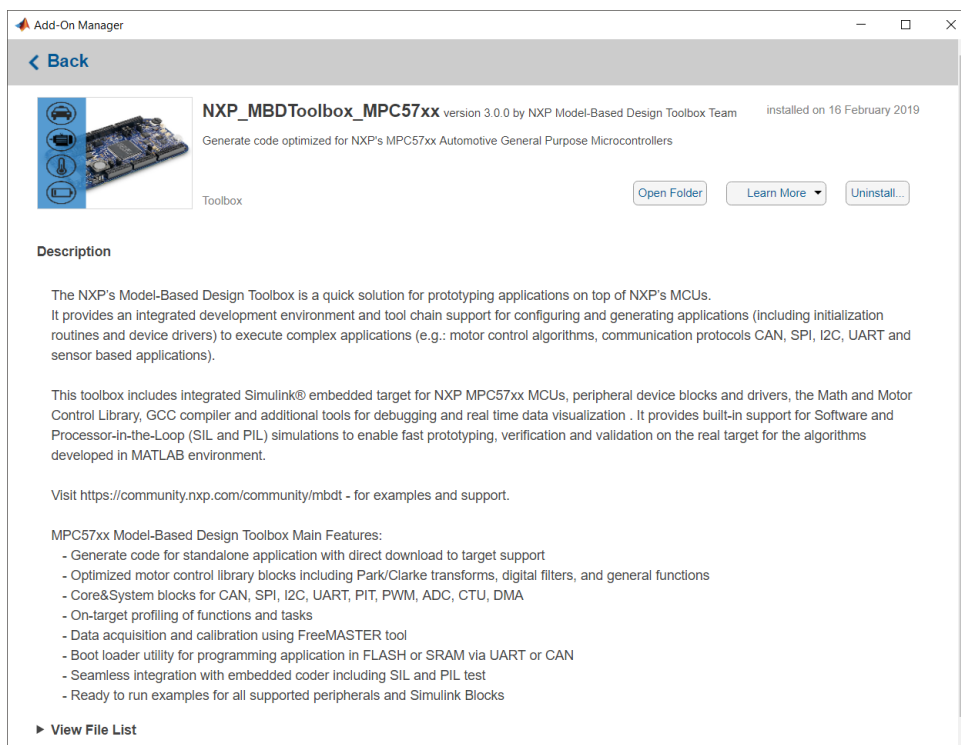 Add-On Manager
Back
NXP_MBDToolbox_MPC57xx version 3.0.0 by NXP Model-Based Design Toolbox Team
installed on 16 February 2019
Generate code optimized for NXP's MPC57xx Automotive General Purpose Microcontrollers
Toolbox
Open Folder
Learn More
Uninstall...
Description
The NXP's Model-Based Design Toolbox is a quick solution for prototyping applications on top of NXP's MCUs.
It provides an integrated development environment and tool chain support for configuring and generating applications (including initialization
routines and device drivers) to execute complex applications (e.g.: motor control algorithms, communication protocols CAN, SPI, I2C, UART and
sensor based applications).
This toolbox includes integrated Simulink® embedded target for NXP MPC57xx MCUs, peripheral device blocks and drivers, the Math and Motor
Control Library, GCC compiler and additional tools for debugging and real time data visualization . It provides built-in support for Software and
Processor-in-the-Loop (SIL and PIL) simulations to enable fast prototyping, verification and validation on the real target for the algorithms
developed in MATLAB environment.
Visit https://community.nxp.com/community/mbdt - for examples and support.
MPC57xx Model-Based Design Toolbox Main Features:
- Generate code for standalone application with direct download to target support
- Optimized motor control library blocks including Park/Clarke transforms, digital filters, and general functions
- Core&System blocks for CAN, SPI, I2C, UART, PIT, PWM, ADC, CTU, DMA
- On-target profiling of functions and tasks
- Data acquisition and calibration using FreeMASTER tool
- Boot loader utility for programming application in FLASH or SRAM via UART or CAN
- Seamless integration with embedded coder including SIL and PIL test
- Ready to run examples for all supported peripherals and Simulink Blocks
View File List